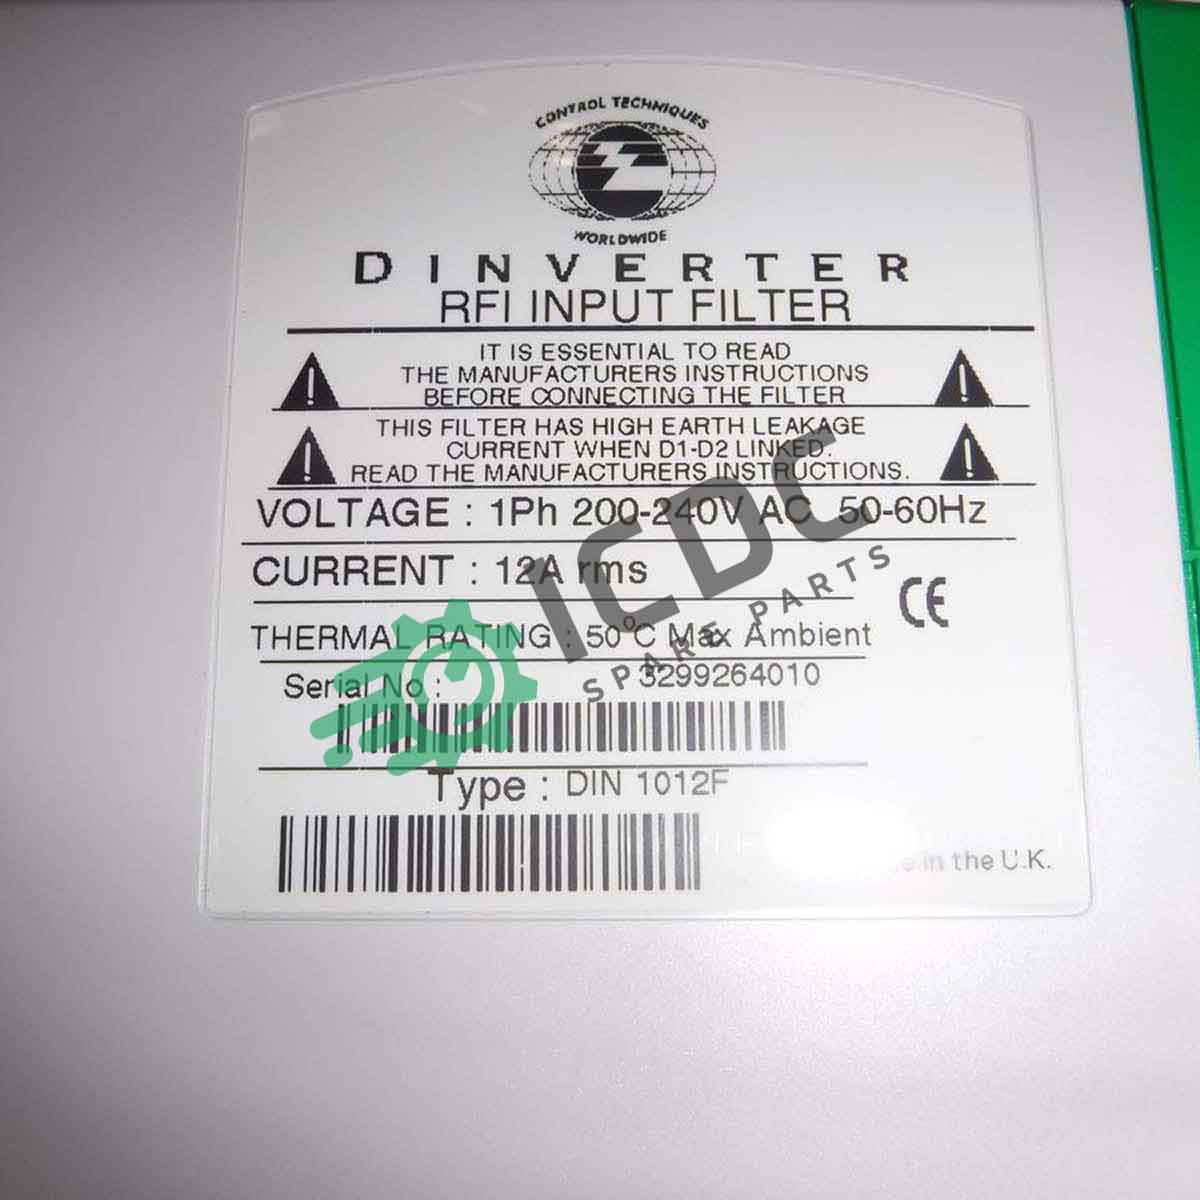 CONTROL TECHNIQUES
WORLDWIDE
DINVERTER
RFI INPUT FILTER
IT IS ESSENTIAL TO READ
THE MANUFACTURERS INSTRUCTIONS
BEFORE CONNECTING THE FILTER
THIS FILTER HAS HIGH EARTH LEAKAGE
CURRENT WHEN D1-D2 LINKED.
READ THE MANUFACTURERS INSTRUCTIONS.
VOLTAGE : 1Ph 200-240V AC 50-60Hz
CURRENT : 12A rms
CE
THERMAL RATING : 50°C Max Ambient
Serial No : 3299264010
Type : DIN 1012F
in the U.K.
ICDC
SPARE PARTS